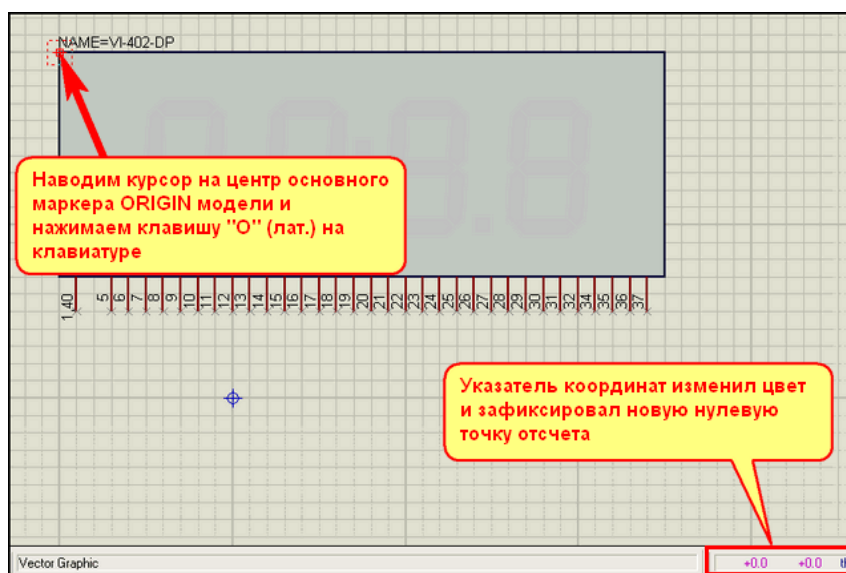 NAME=VI-402-DP
Наводим курсор на центр основного
маркера ORIGIN модели и
нажимаем клавишу "O" (лат.) на
клавиатуре
1,40 5 6 7 8 9 10 11 12 13 14 15 16 17 18 19 20 21 22 23 24 25 26 27 28 29 30 31 32 34 35 36 37
Указатель координат изменил цвет
и зафиксировал новую нулевую
точку отсчета
Vector Graphic +0.0 +0.0